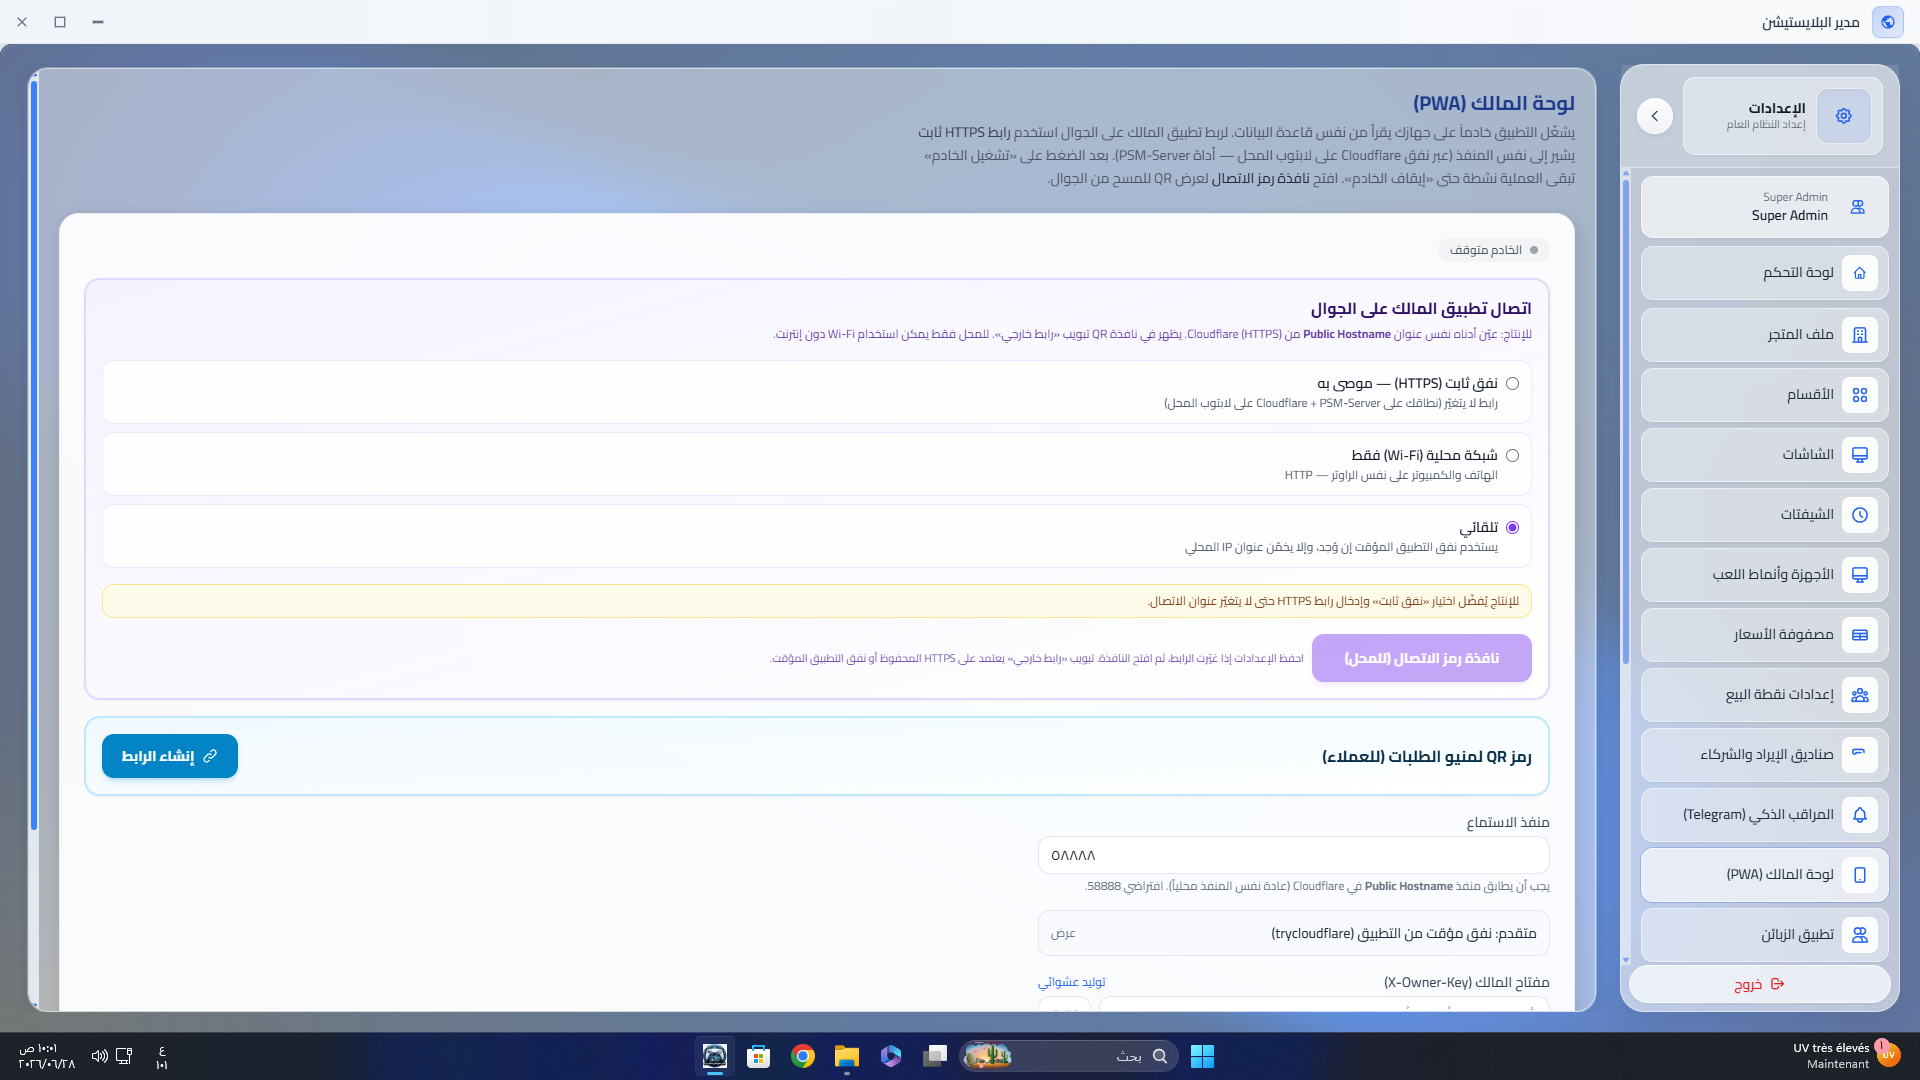 مدير البلايستيشن
الإعدادات
إعداد النظام العام
Super Admin
Super Admin
لوحة التحكم
ملف المتجر
الأقسام
الشاشات
الشيفتات
الأجهزة وأنماط اللعب
مصفوفة الأسعار
إعدادات نقطة البيع
صناديق الإيراد والشركاء
المراقب الذكي (Telegram)
لوحة المالك (PWA)
تطبيق الزبائن
خروج
لوحة المالك (PWA)
يشغّل التطبيق خادماً على جهازك يقرأ من نفس قاعدة البيانات. لربط تطبيق المالك على الجوال استخدم رابط HTTPS ثابت
يشير إلى نفس المنفذ (عبر نفق Cloudflare على لابتوب المحل — أداة PSM-Server). بعد الضغط على «تشغيل الخادم»
تبقى العملية نشطة حتى «إيقاف الخادم». افتح نافذة رمز الاتصال لعرض QR للمسح من الجوال.
الخادم متوقف
اتصال تطبيق المالك على الجوال
للإنتاج: عيّن أدناه نفس عنوان Public Hostname من Cloudflare (HTTPS). يظهر في نافذة QR تبويب «رابط خارجي». للمحل فقط يمكن استخدام Wi-Fi دون إنترنت.
نفق ثابت (HTTPS) — موصى به
رابط لا يتغيّر (نطاقك على Cloudflare + PSM-Server على لابتوب المحل)
شبكة محلية (Wi-Fi) فقط
الهاتف والكمبيوتر على نفس الراوتر — HTTP
تلقائي
يستخدم نفق التطبيق المؤقت إن وُجد، وإلا يخمّن عنوان IP المحلي
للإنتاج يُفضّل اختيار «نفق ثابت» وإدخال رابط HTTPS حتى لا يتغيّر عنوان الاتصال.
نافذة رمز الاتصال (للمحل)
احفظ الإعدادات إذا غيّرت الرابط، ثم افتح النافذة. تبويب «رابط خارجي» يعتمد على HTTPS المحفوظ أو نفق التطبيق المؤقت.
رمز QR لمنيو الطلبات (للعملاء)
إنشاء الرابط
منفذ الاستماع
٥٨٨٨٨
يجب أن يطابق منفذ Public Hostname في Cloudflare (عادة نفس المنفذ محلياً). افتراضي 58888.
متقدم: نفق مؤقت من التطبيق (trycloudflare)
عرض
مفتاح المالك (X-Owner-Key)
توليد عشوائي
UV très élevés
Maintenant
1
UV
بحث
ع
١٠١
١٠:٠١ ص
٢٠٢٦/٠٦/٢٨